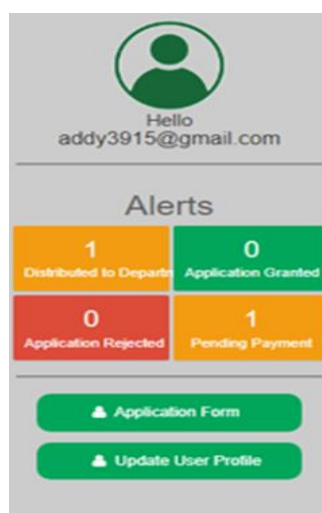 Hello
addy3915@gmail.com
Alerts
1
Distributed to Departn
0
Application Granted
0
Application Rejected
1
Pending Payment
Application Form
Update User Profile